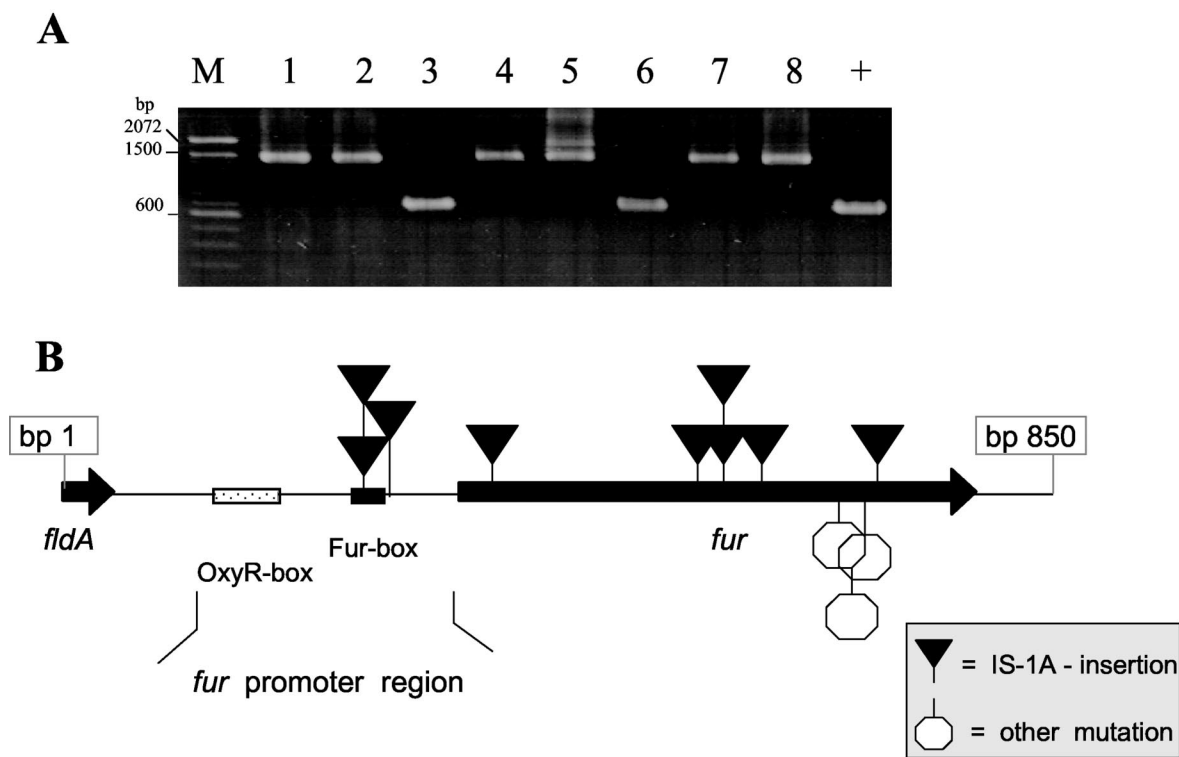 A
M 1 2 3 4 5 6 7 8 +
bp
2072
1500
600
B
bp 1
bp 850
fldA
Fur-box
fur
OxyR-box
fur promoter region
= IS-1A - insertion
= other mutation